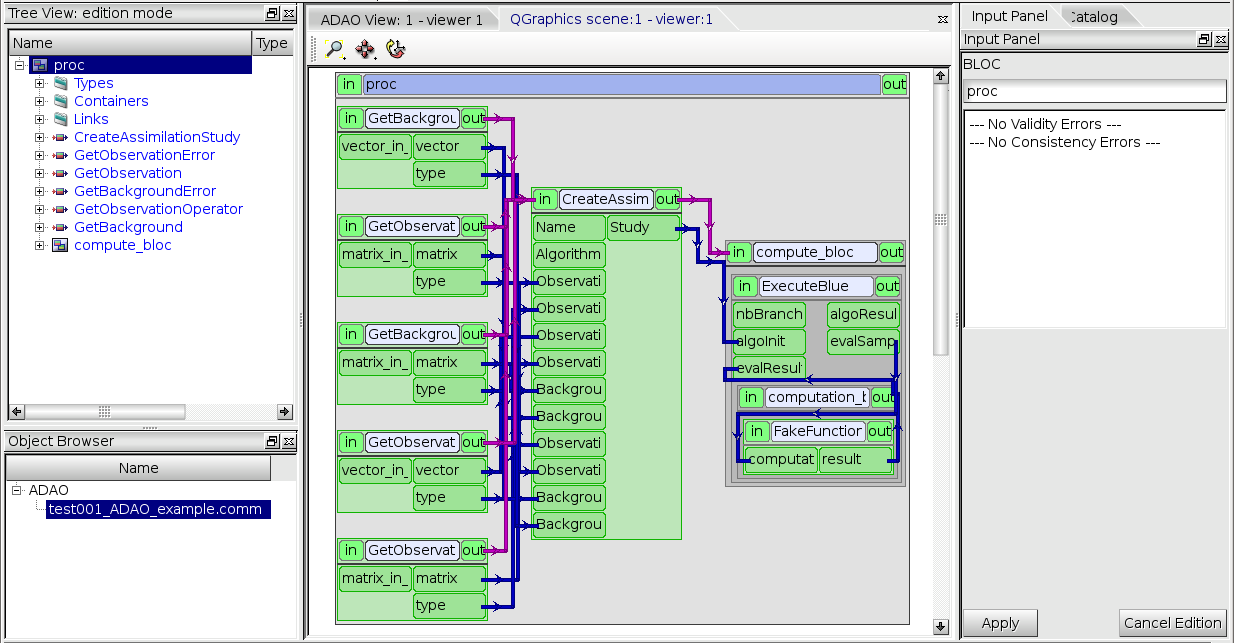 Tree View: edition mode
Name Type
proc
Types
Containers
Links
CreateAssimilationStudy
GetObservationError
GetObservation
GetBackgroundError
GetObservationOperator
GetBackground
compute_bloc
Object Browser
Name
ADAO
test001_ADAO_example.comm
ADAO View: 1 - viewer 1 QGraphics scene:1 - viewer:1
in proc out
in GetBackgrou out
vector_in_ vector
type
in GetObservat out
matrix_in_ matrix
type
in GetBackgrou out
matrix_in_ matrix
type
in GetObservat out
vector_in_ vector
type
in GetObservat out
matrix_in_ matrix
type
in CreateAssim out
Name Study
Algorithm
Observati
Observati
Observati
Observati
Backgrou
Backgrou
Observati
Observati
Backgrou
Backgrou
in compute_bloc out
in ExecuteBlue out
nbBranch algoResul
algoInit evalSamp
evalResul
in computation_b out
in FakeFunction out
computat result
Input Panel Catalog
Input Panel
BLOC
proc
--- No Validity Errors ---
--- No Consistency Errors ---
Apply Cancel Edition